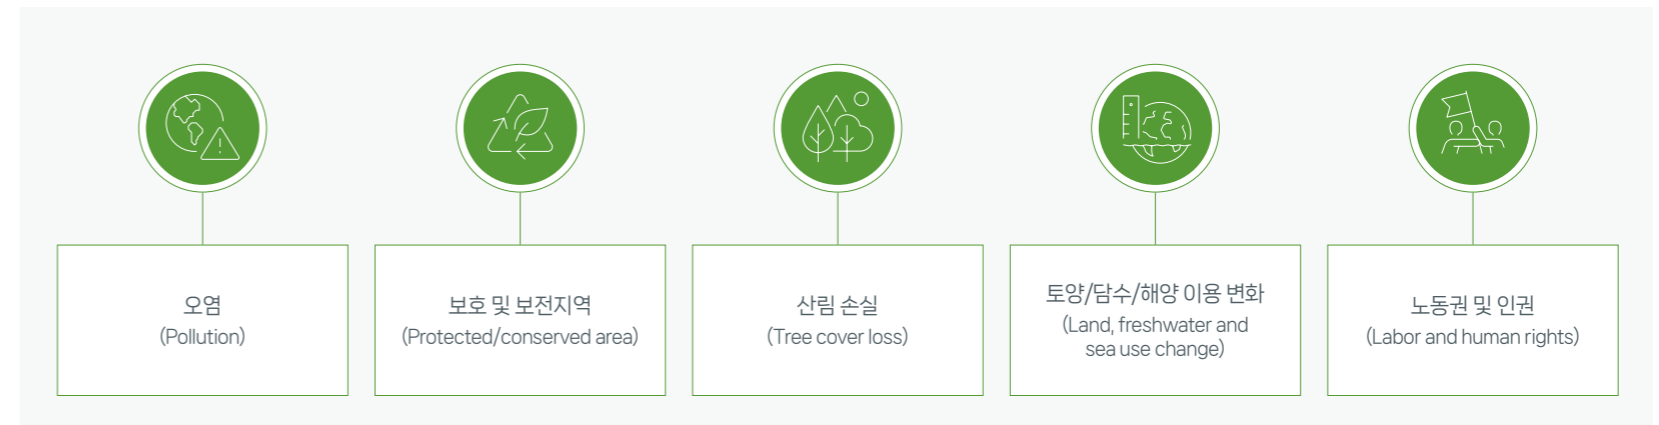 오염
(Pollution)
보호 및 보전지역
(Protected/conserved area)
산림 손실
(Tree cover loss)
토양/담수/해양 이용 변화
(Land, freshwater and
sea use change)
노동권 및 인권
(Labor and human rights)